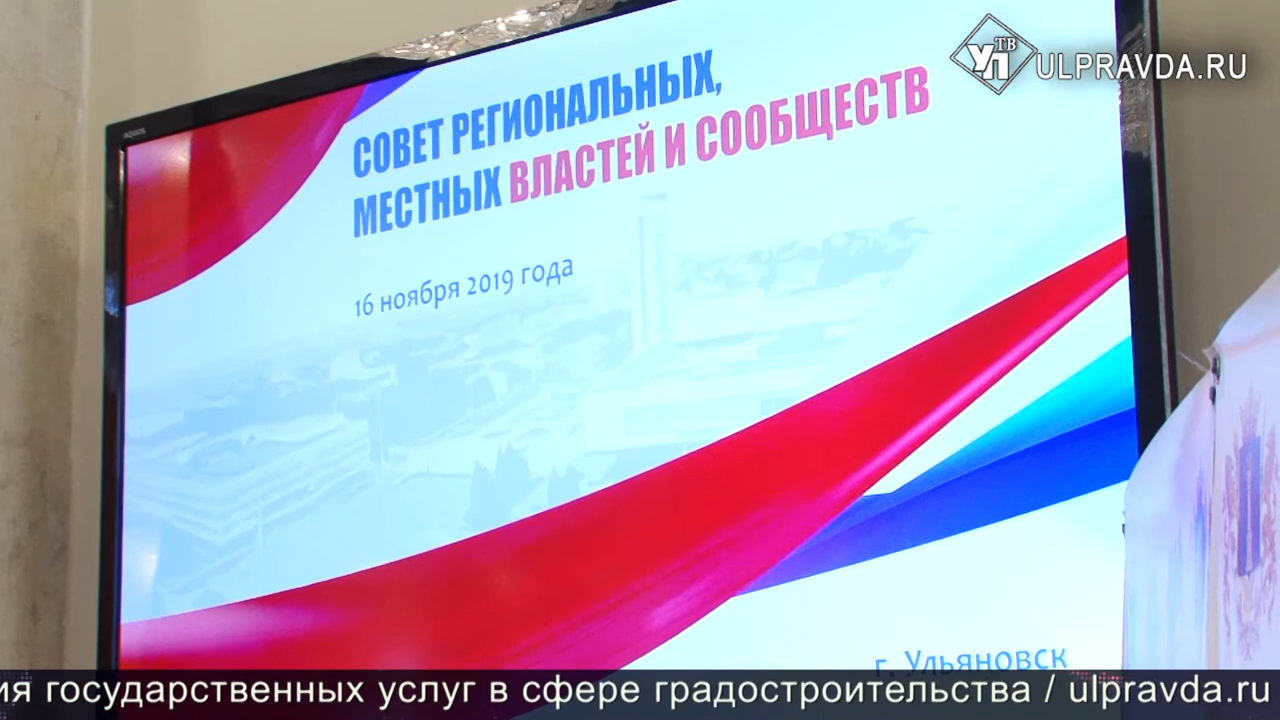 УП ТВ ULPRAVDA.RU
СОВЕТ РЕГИОНАЛЬНЫХ,
МЕСТНЫХ ВЛАСТЕЙ И СООБЩЕСТВ
16 ноября 2019 года
г. Ульяновск
ия государственных услуг в сфере градостроительства / ulpravda.ru